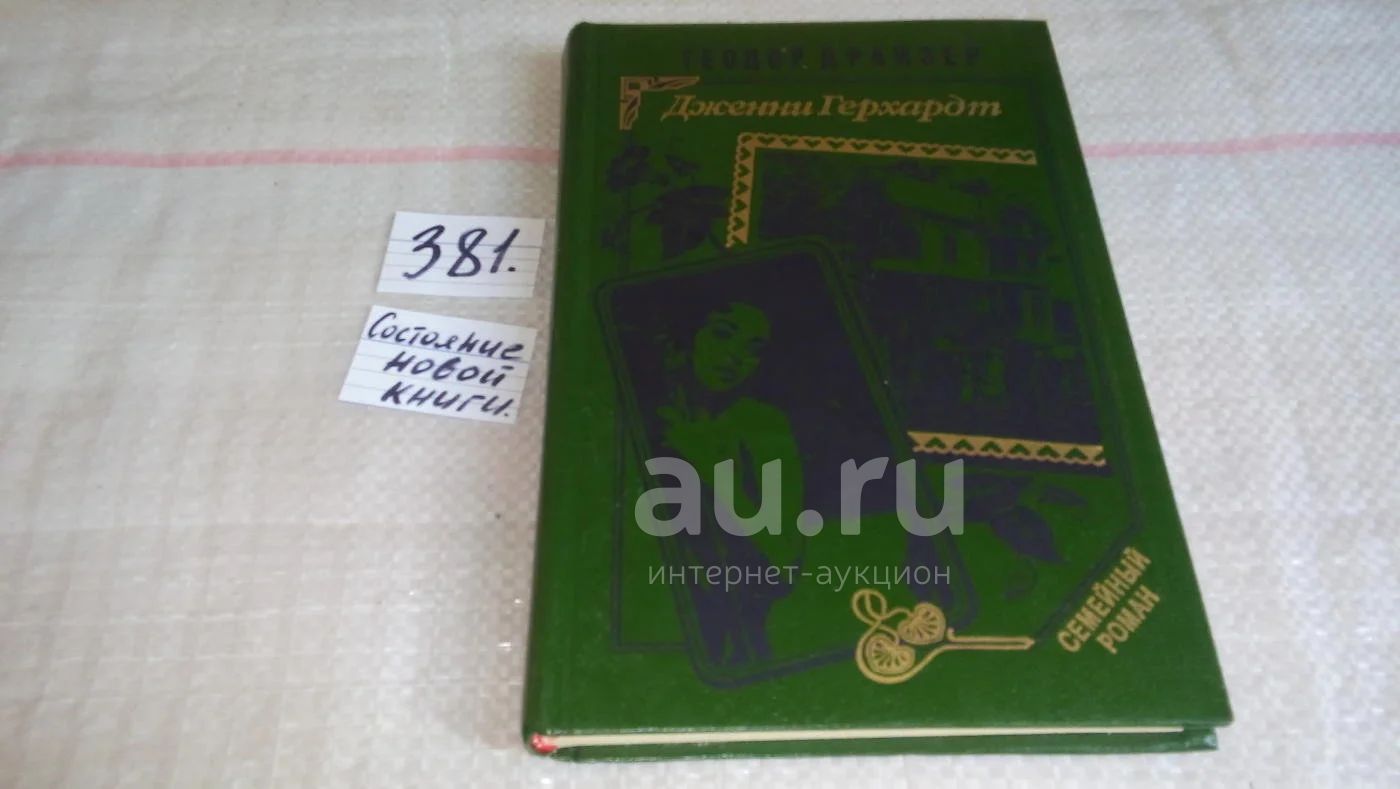 ТЕОДОР ДРАЙЗЕР
Дженни Герхардт
381.
Состояние
новой
книги.
au.ru
интернет-аукцион
СЕМЕЙНЫЙ
РОМАН